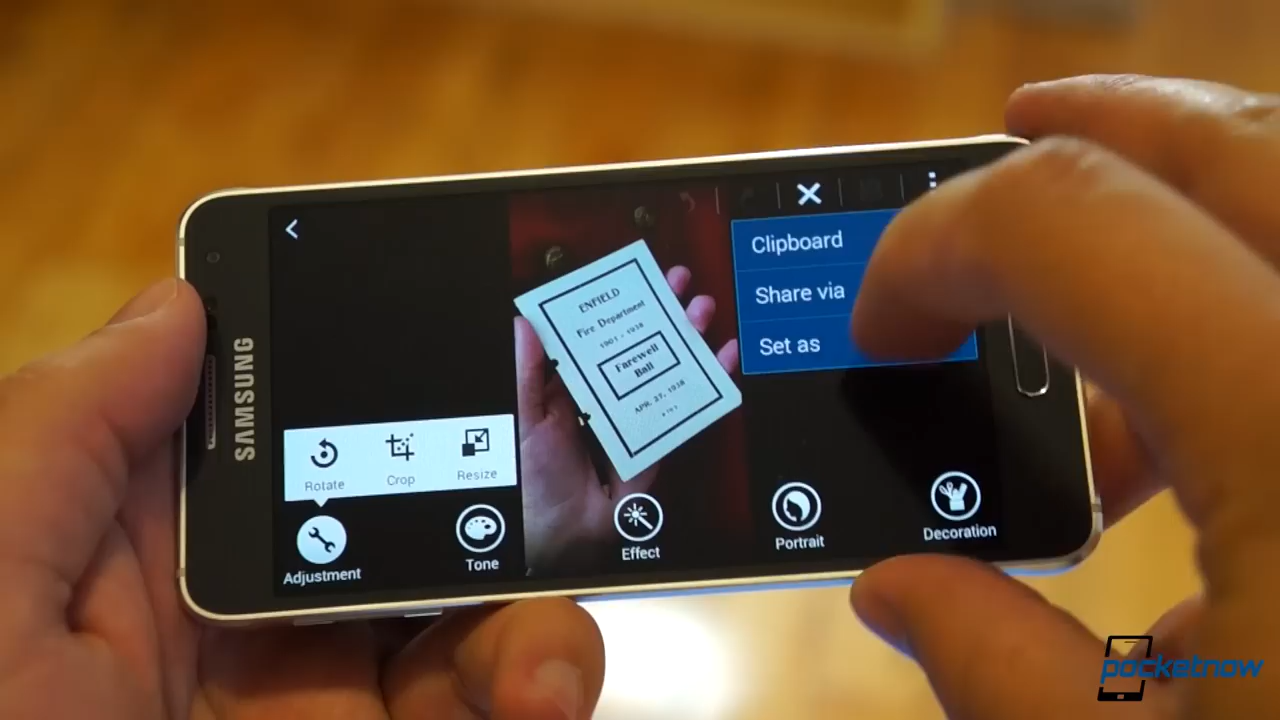 SAMSUNG
Clipboard
Share via
Set as
ENFIELD
Fire Department
1901 - 1938
Farewell
Ball
APR. 27, 1938
Rotate
Crop
Resize
Adjustment
Tone
Effect
Portrait
Decoration
pocketnow